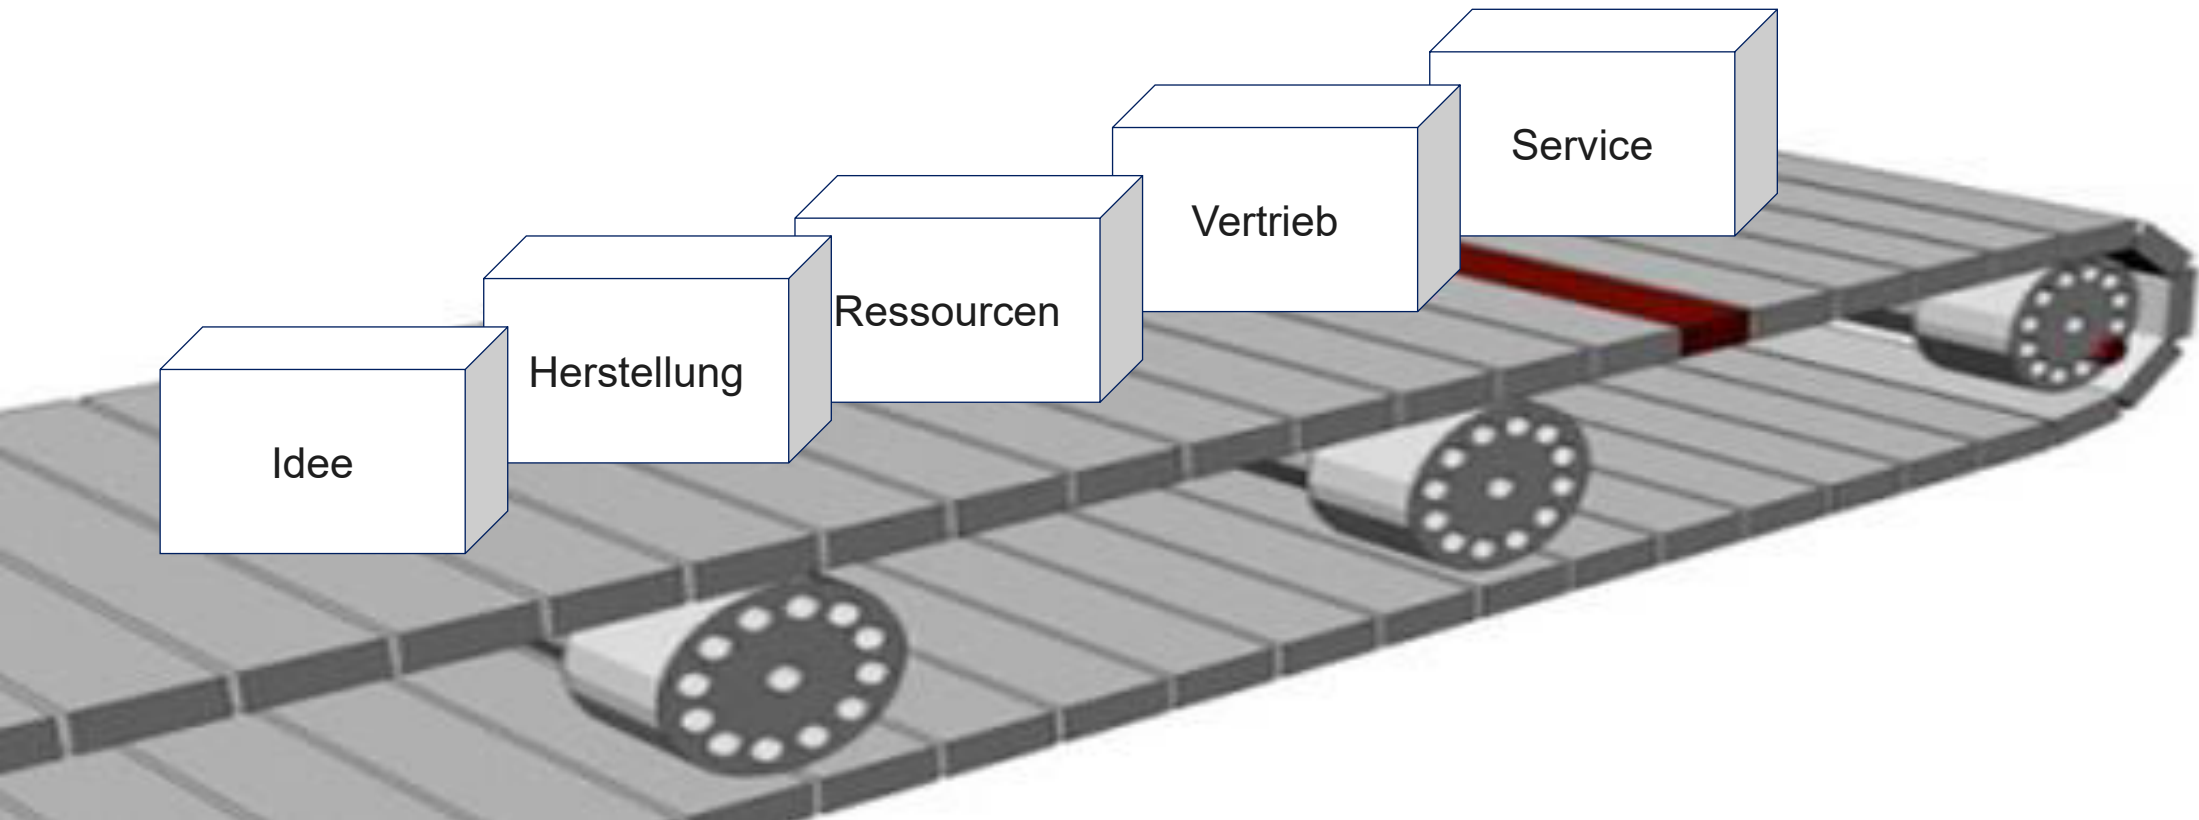 Idee
Herstellung
Ressourcen
Vertrieb
Service